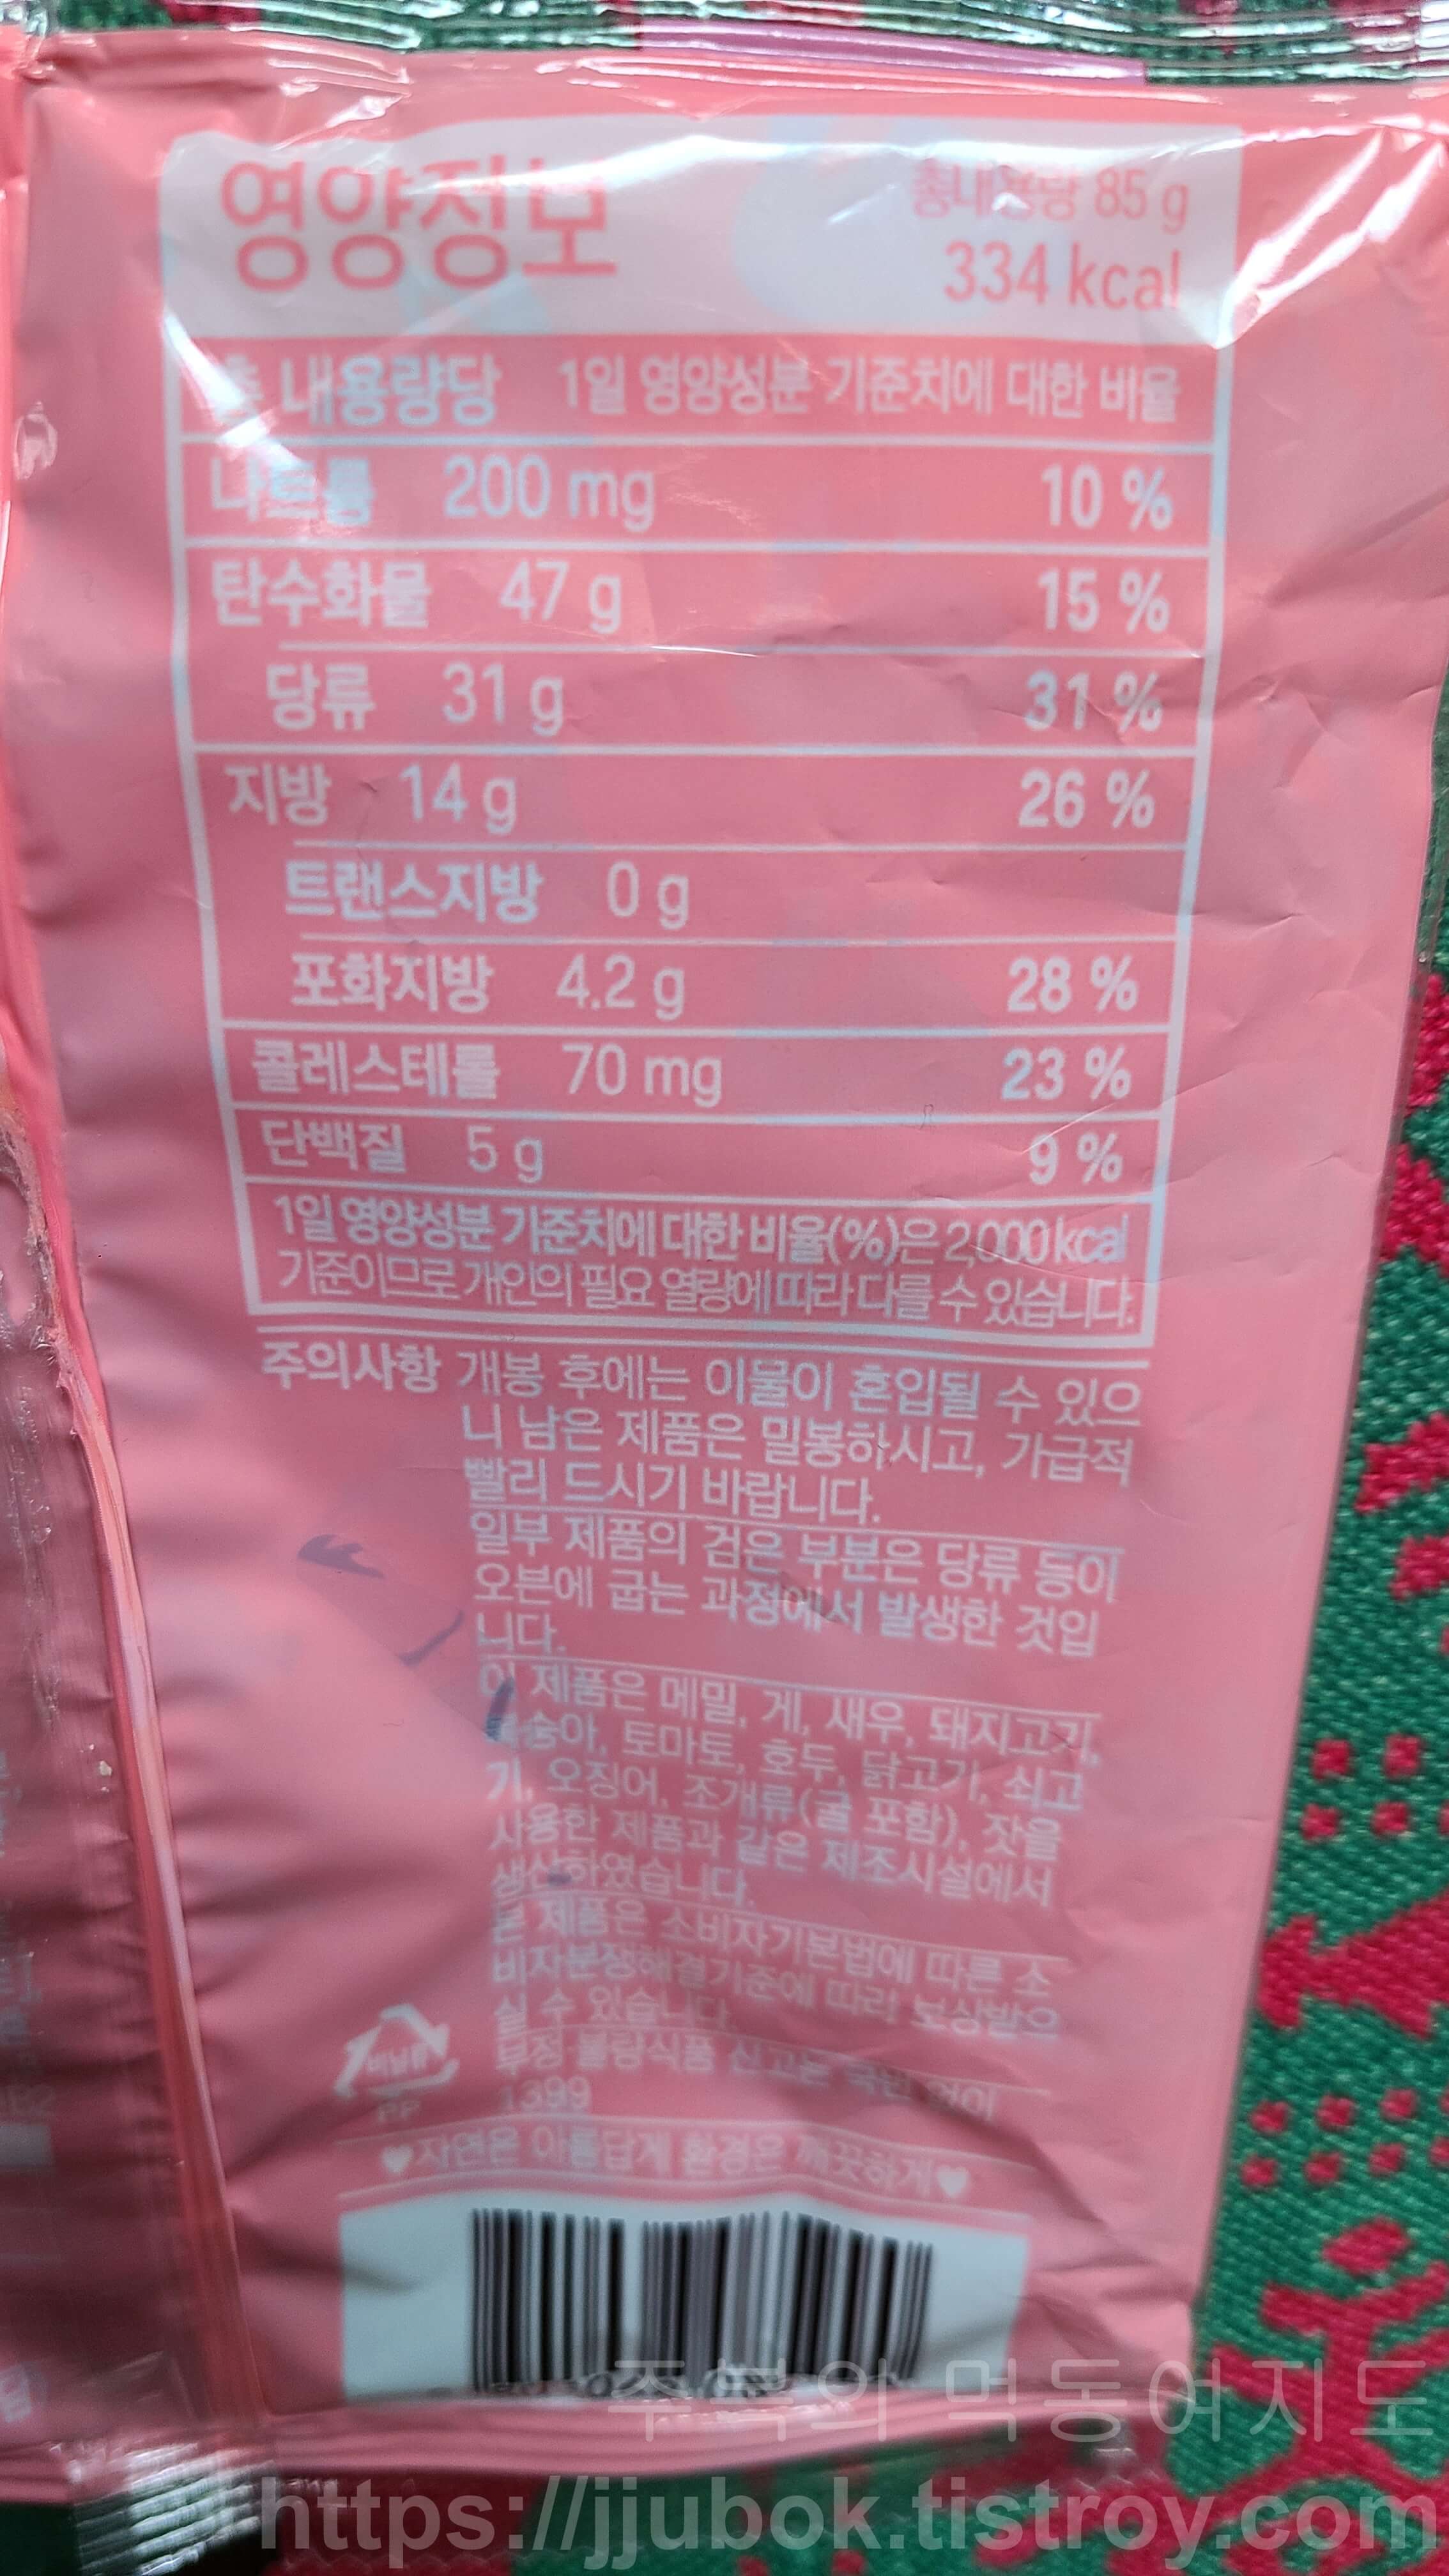 영양정보
총내용량 85 g
334 kcal
총 내용량당 1일 영양성분 기준치에 대한 비율
나트륨 200 mg 10 %
탄수화물 47 g 15 %
당류 31 g 31 %
지방 14 g 26 %
트랜스지방 0 g
포화지방 4.2 g 28 %
콜레스테롤 70 mg 23 %
단백질 5 g 9 %
1일 영양성분 기준치에 대한 비율(%)은 2,000 kcal
기준이므로 개인의 필요 열량에 따라 다를 수 있습니다.
주의사항 개봉 후에는 이물이 혼입될 수 있으
니 남은 제품은 밀봉하시고, 가급적
빨리 드시기 바랍니다.
일부 제품의 검은 부분은 당류 등이
오븐에 굽는 과정에서 발생한 것입
니다.
이 제품은 메밀, 게, 새우, 돼지고기,
복숭아, 토마토, 호두, 닭고기, 쇠고
기, 오징어, 조개류(굴 포함), 잣을
사용한 제품과 같은 제조시설에서
생산하였습니다.
본 제품은 소비자기본법에 따른 소
비자분쟁해결기준에 따라 보상받으
실 수 있습니다.
부정·불량식품 신고는 국번 없이
1399
비닐류
PP
♥자연은 아름답게 환경은 깨끗하게♥
쭈복의 먹동여지도
https://jjubok.tistroy.com